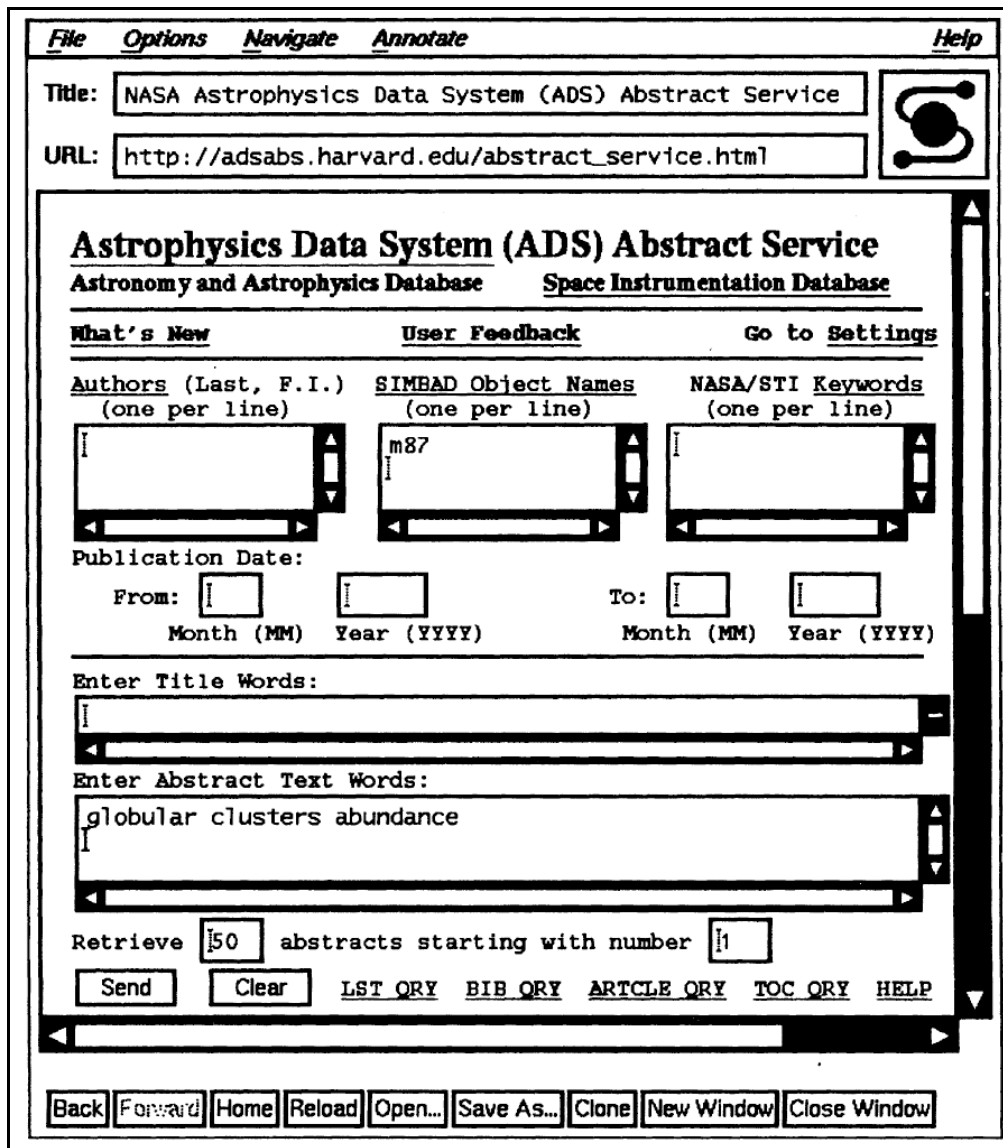 File Options Navigate Annotate Help
Title: NASA Astrophysics Data System (ADS) Abstract Service
URL: http://adsabs.harvard.edu/abstract_service.html
Astrophysics Data System (ADS) Abstract Service
Astronomy and Astrophysics Database Space Instrumentation Database
What's New User Feedback Go to Settings
Authors (Last, F.I.) SIMBAD Object Names NASA/STI Keywords
(one per line) (one per line) (one per line)
m87
Publication Date:
From: To:
Month (MM) Year (YYYY) Month (MM) Year (YYYY)
Enter Title Words:
Enter Abstract Text Words:
globular clusters abundance
Retrieve 50 abstracts starting with number 1
Send Clear LST QRY BIB QRY ARTCLE QRY TOC QRY HELP
Back Forward Home Reload Open... Save As... Clone New Window Close Window